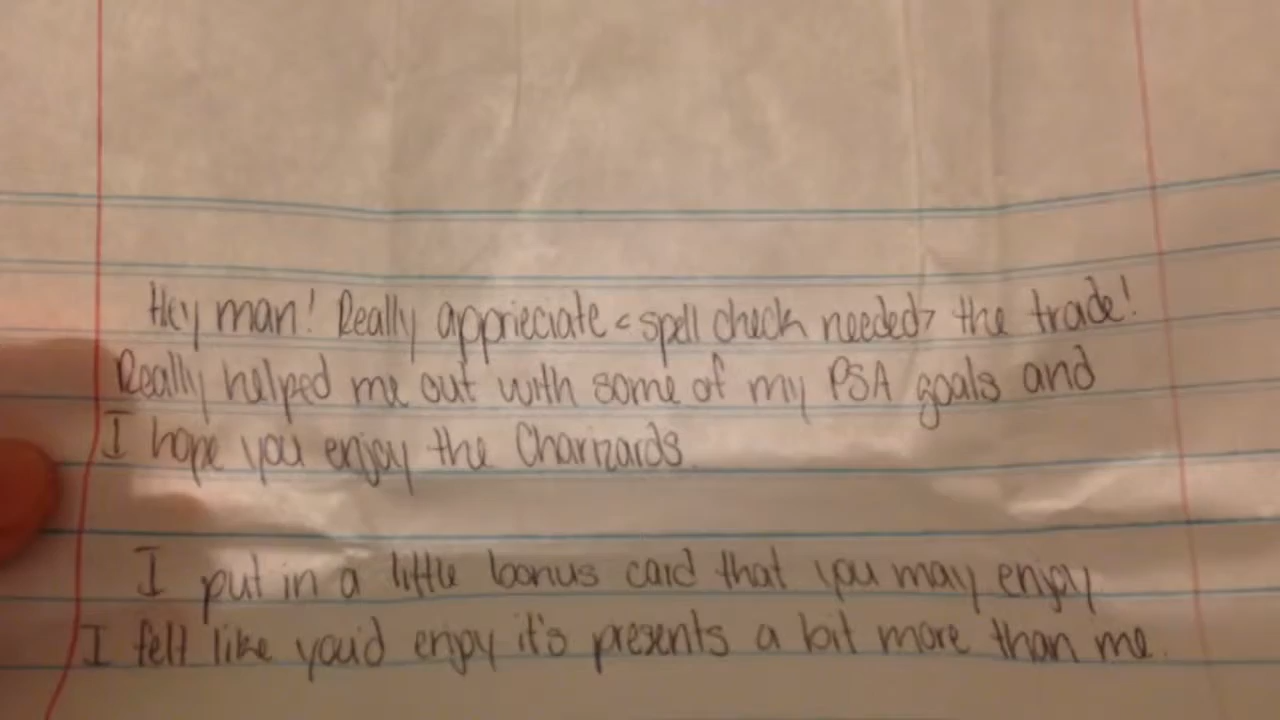 Hey man! Really apprieciate <spell check needed> the trade!
Really helped me out with some of my PSA goals and
I hope you enjoy the Charizards.
I put in a little bonus card that you may enjoy
I felt like you'd enjoy it's presents a bit more than me.